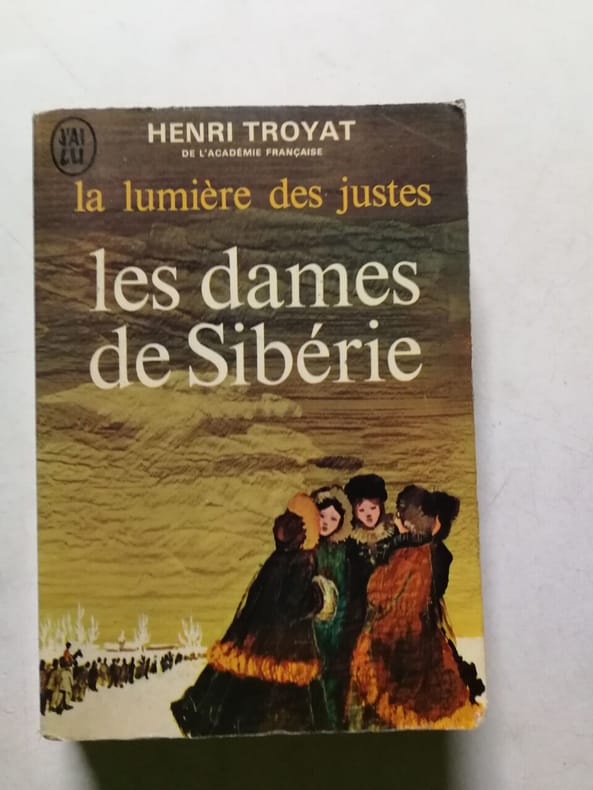 J'AI
LU
HENRI TROYAT
DE L'ACADÉMIE FRANÇAISE
la lumière des justes
les dames
de Sibérie